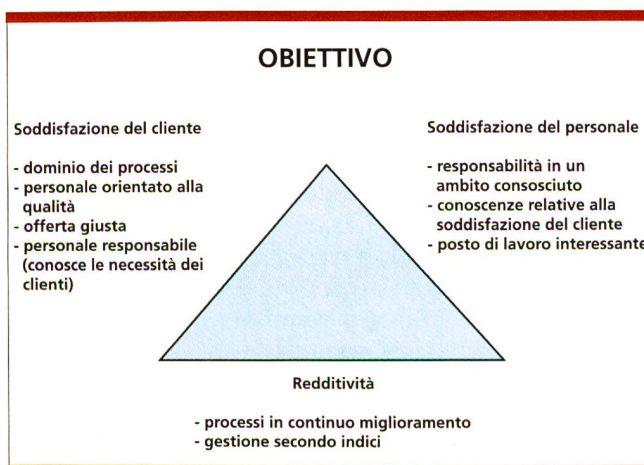 OBIETTIVO
Soddisfazione del cliente
- dominio dei processi
- personale orientato alla
qualità
- offerta giusta
- personale responsabile
(conosce le necessità dei
clienti)
Soddisfazione del personale
- responsabilità in un
ambito consosciuto
- conoscenze relative alla
soddisfazione del cliente
- posto di lavoro interessante
Redditività
- processi in continuo miglioramento
- gestione secondo indici